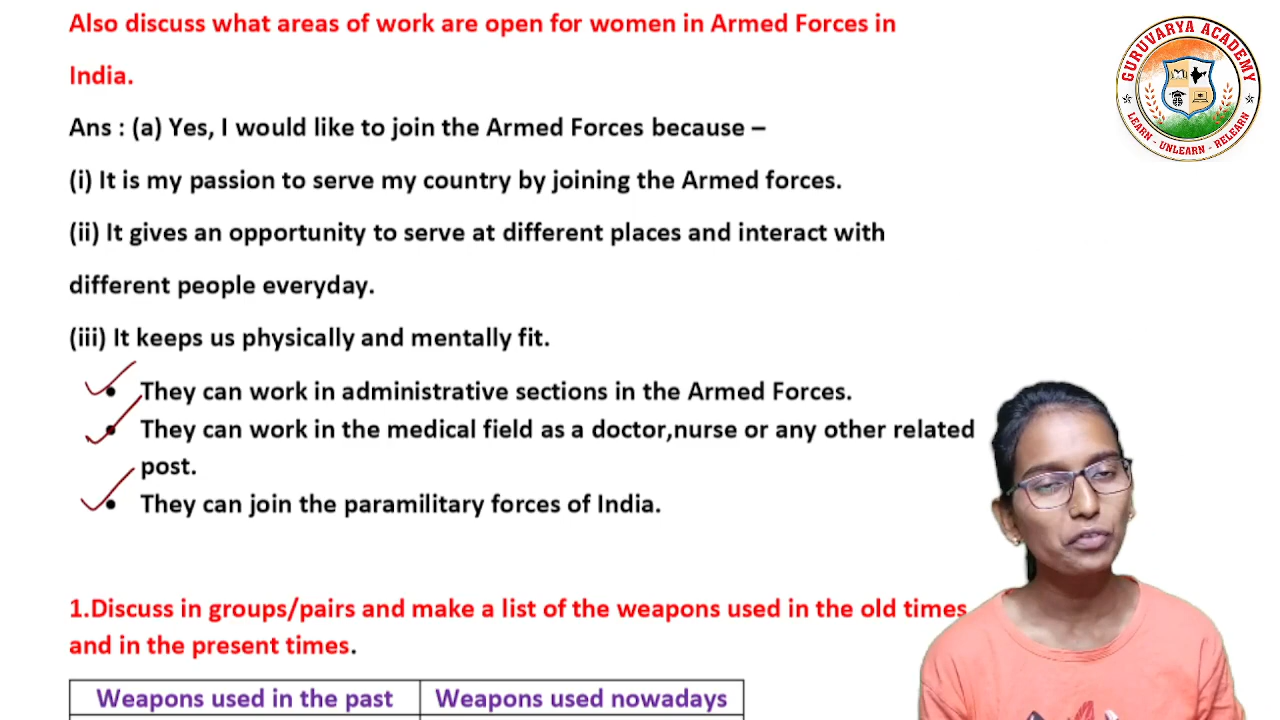 Also discuss what areas of work are open for women in Armed Forces in
India.
Ans : (a) Yes, I would like to join the Armed Forces because –
(i) It is my passion to serve my country by joining the Armed forces.
(ii) It gives an opportunity to serve at different places and interact with
different people everyday.
(iii) It keeps us physically and mentally fit.
• They can work in administrative sections in the Armed Forces.
• They can work in the medical field as a doctor,nurse or any other related
post.
• They can join the paramilitary forces of India.
1.Discuss in groups/pairs and make a list of the weapons used in the old times
and in the present times.
Weapons used in the past
Weapons used nowadays
GURUVARYA ACADEMY
LEARN - UNLEARN - RELEARN